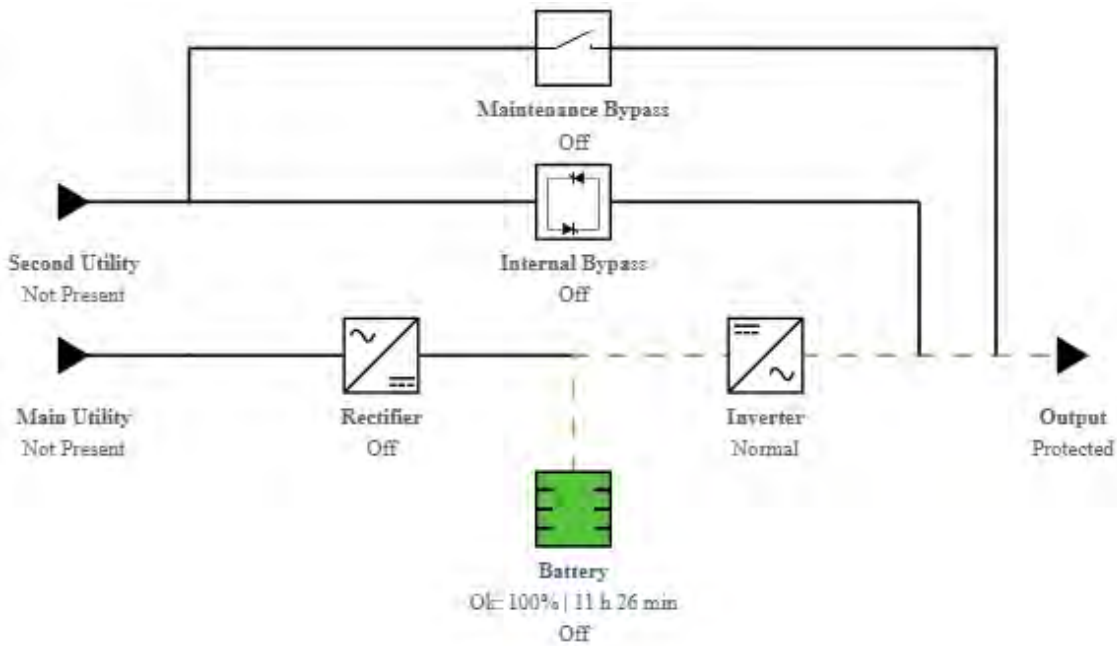 Maintenance Bypass
Off
Second Utility
Not Present
Internal Bypass
Off
Main Utility
Not Present
Rectifier
Off
Inverter
Normal
Output
Protected
Battery
Ok: 100% | 11 h 26 min
Off